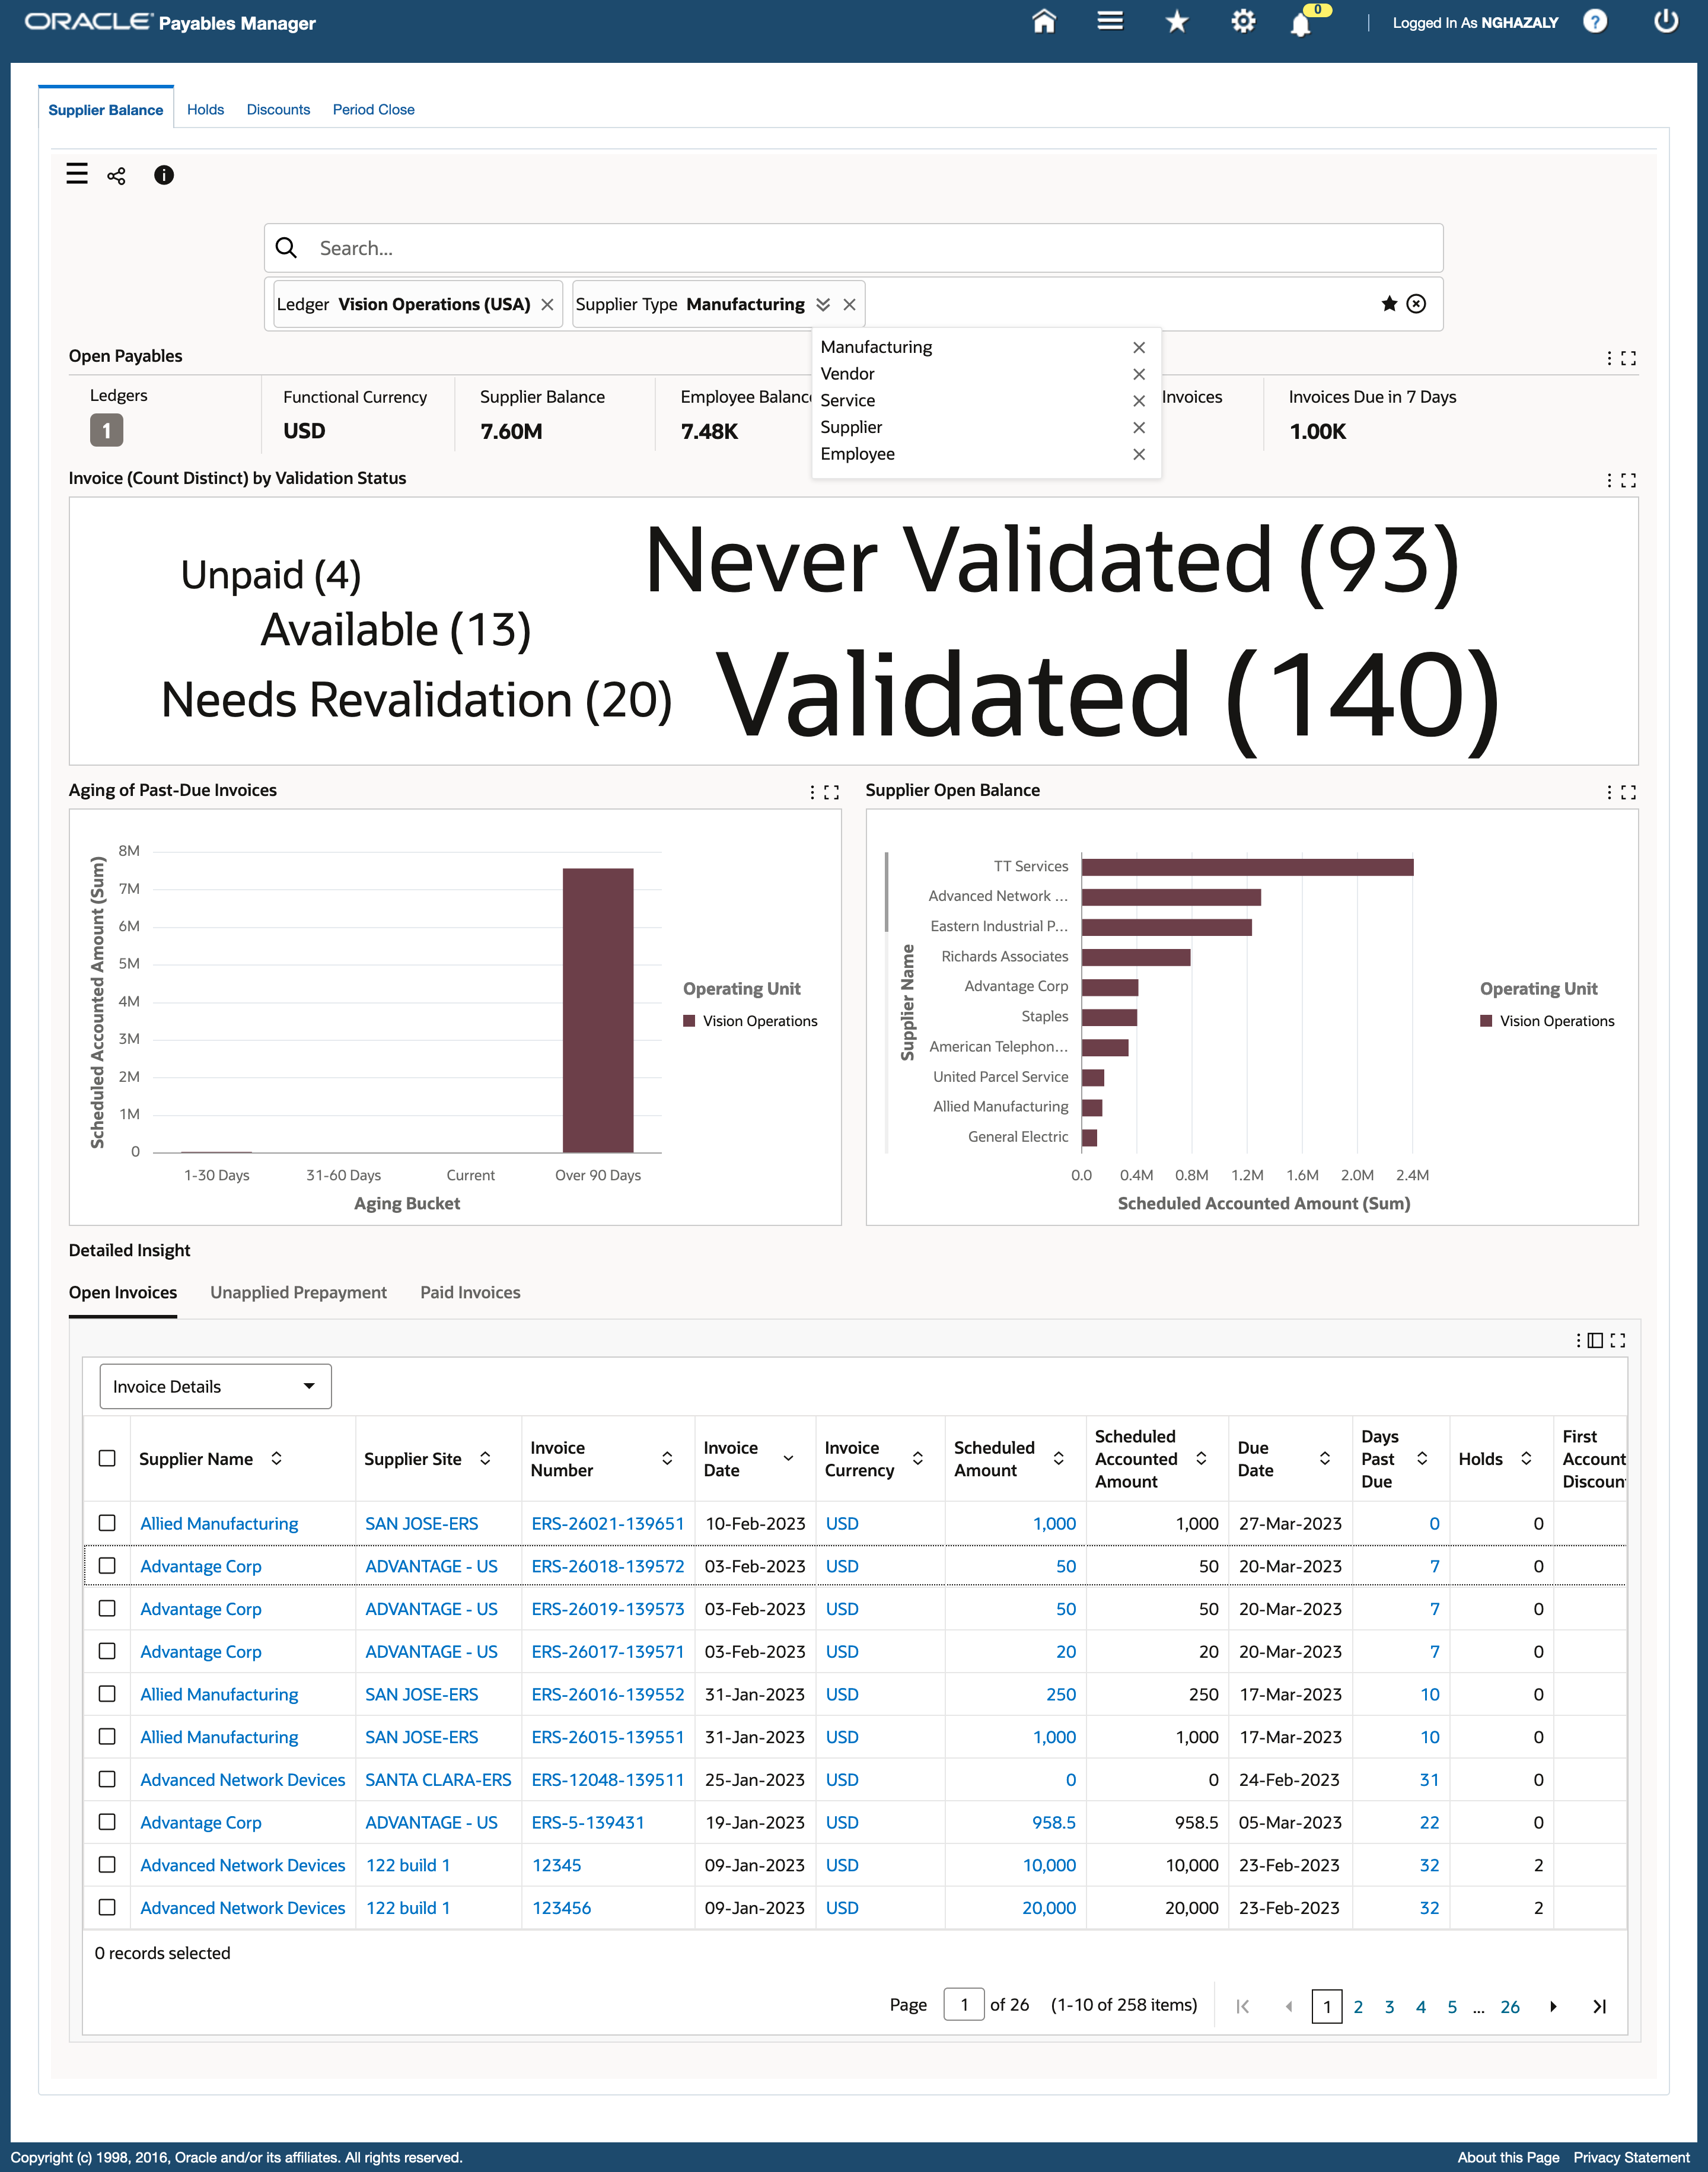 ORACLE Payables Manager
0
Logged In As NGHAZALY
?
Supplier Balance Holds Discounts Period Close
i
Search...
Ledger Vision Operations (USA) Supplier Type Manufacturing
Manufacturing
Vendor
Service
Supplier
Employee
Open Payables
Ledgers
1
Functional Currency
USD
Supplier Balance
7.60M
Employee Balance
7.48K
Invoices
Invoices Due in 7 Days
1.00K
Invoice (Count Distinct) by Validation Status
Unpaid (4)
Never Validated (93)
Available (13)
Needs Revalidation (20)
Validated (140)
Aging of Past-Due Invoices
Scheduled Accounted Amount (Sum)
8M
7M
6M
5M
4M
3M
2M
1M
0
1-30 Days 31-60 Days Current Over 90 Days
Aging Bucket
Operating Unit
Vision Operations
Supplier Open Balance
Supplier Name
TT Services
Advanced Network ...
Eastern Industrial P...
Richards Associates
Advantage Corp
Staples
American Telephon...
United Parcel Service
Allied Manufacturing
General Electric
0.0 0.4M 0.8M 1.2M 1.6M 2.0M 2.4M
Scheduled Accounted Amount (Sum)
Operating Unit
Vision Operations
Detailed Insight
Open Invoices Unapplied Prepayment Paid Invoices
Invoice Details
Supplier Name
Supplier Site
Invoice
Number
Invoice
Date
Invoice
Currency
Scheduled
Amount
Scheduled
Accounted
Amount
Due
Date
Days
Past
Due
Holds
First
Account
Discoun
Allied Manufacturing SAN JOSE-ERS ERS-26021-139651 10-Feb-2023 USD 1,000 1,000 27-Mar-2023 0 0
Advantage Corp ADVANTAGE - US ERS-26018-139572 03-Feb-2023 USD 50 50 20-Mar-2023 7 0
Advantage Corp ADVANTAGE - US ERS-26019-139573 03-Feb-2023 USD 50 50 20-Mar-2023 7 0
Advantage Corp ADVANTAGE - US ERS-26017-139571 03-Feb-2023 USD 20 20 20-Mar-2023 7 0
Allied Manufacturing SAN JOSE-ERS ERS-26016-139552 31-Jan-2023 USD 250 250 17-Mar-2023 10 0
Allied Manufacturing SAN JOSE-ERS ERS-26015-139551 31-Jan-2023 USD 1,000 1,000 17-Mar-2023 10 0
Advanced Network Devices SANTA CLARA-ERS ERS-12048-139511 25-Jan-2023 USD 0 0 24-Feb-2023 31 0
Advantage Corp ADVANTAGE - US ERS-5-139431 19-Jan-2023 USD 958.5 958.5 05-Mar-2023 22 0
Advanced Network Devices 122 build 1 12345 09-Jan-2023 USD 10,000 10,000 23-Feb-2023 32 2
Advanced Network Devices 122 build 1 123456 09-Jan-2023 USD 20,000 20,000 23-Feb-2023 32 2
0 records selected
Page 1 of 26 (1-10 of 258 items) 1 2 3 4 5 ... 26
Copyright (c) 1998, 2016, Oracle and/or its affiliates. All rights reserved.
About this Page Privacy Statement